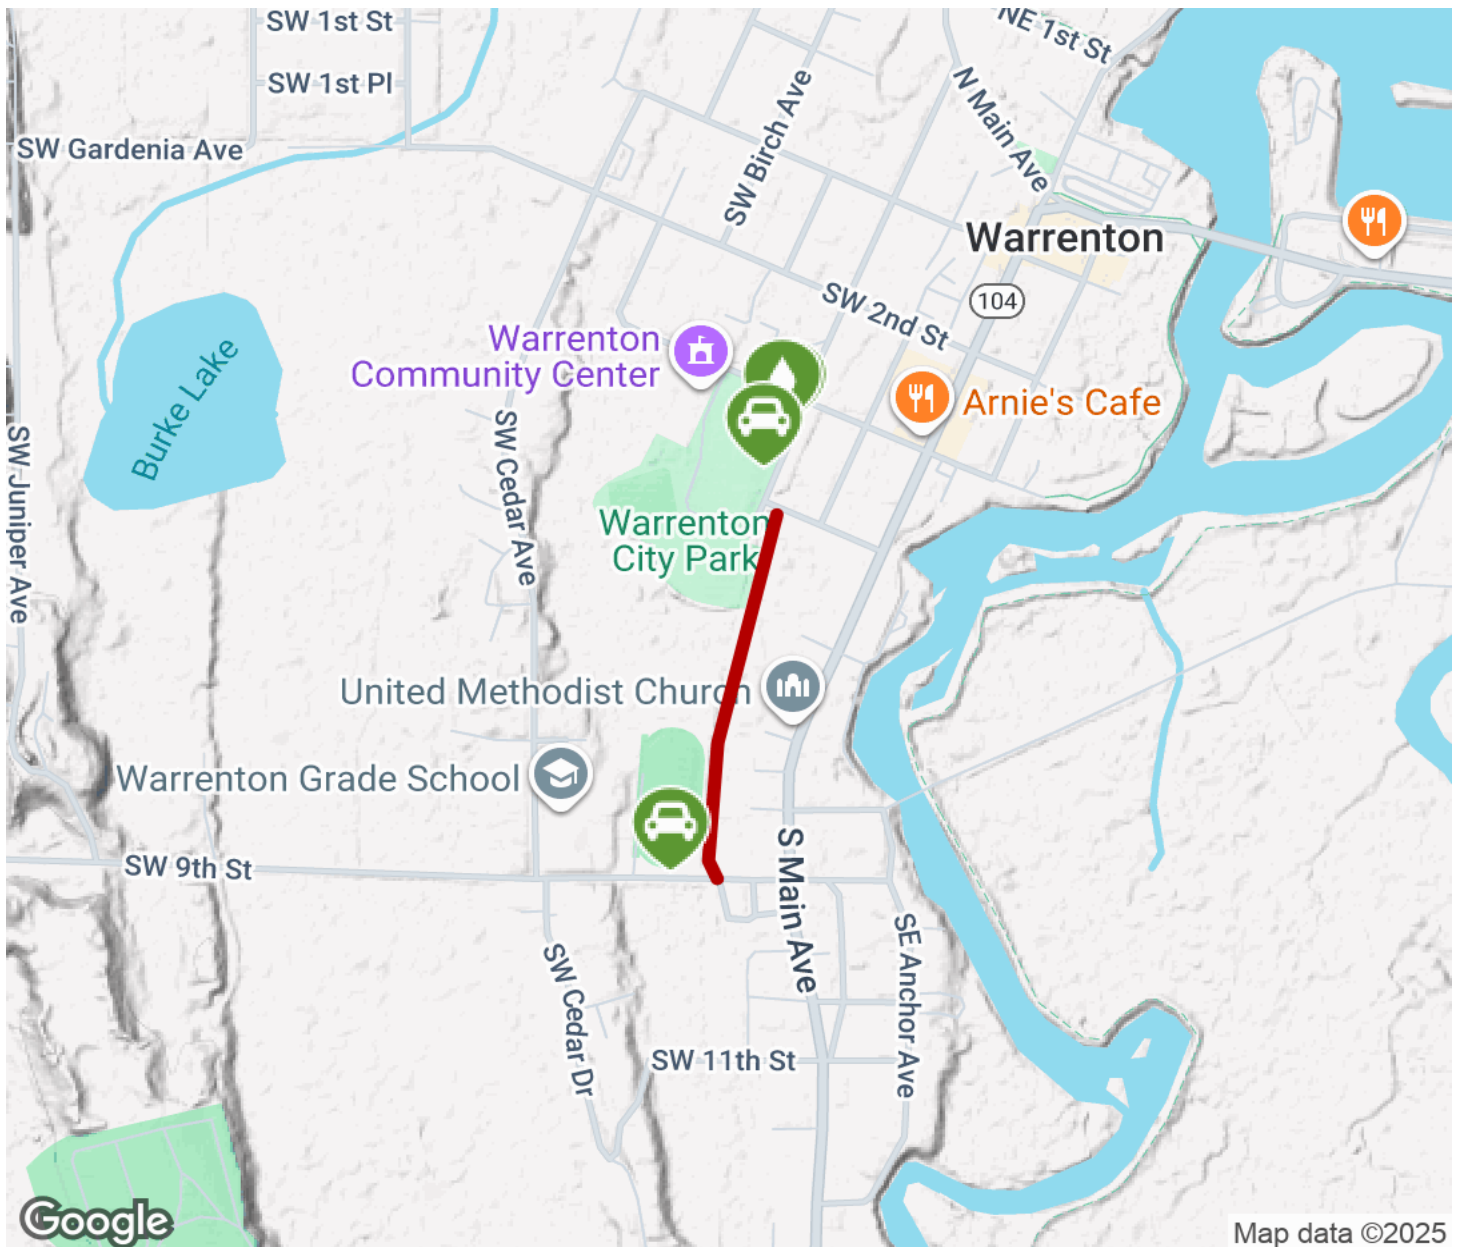 SW 1st St
NE 1st St
SW 1st Pl
N Main Ave
SW Birch Ave
SW Gardenia Ave
Warrenton
104
SW 2nd St
Warrenton
Community Center
Burke Lake
Arnie's Cafe
SW Cedar Ave
SW Juniper Ave
Warrenton
City Park
United Methodist Church
Warrenton Grade School
SW 9th St
S Main Ave
SE Anchor Ave
SW Cedar Dr
SW 11th St
Google
Map data ©2025